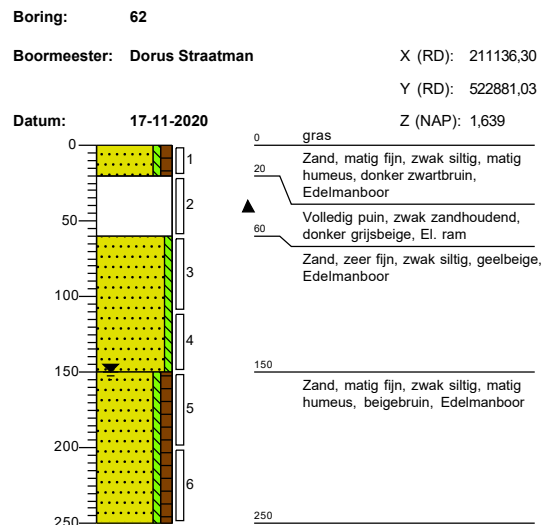 Boring: 62
Boormeester: Dorus Straatman
X (RD): 211136,30
Y (RD): 522881,03
Datum: 17-11-2020
Z (NAP): 1,639
0
50
100
150
200
250
1
2
3
4
5
6
0
gras
Zand, matig fijn, zwak siltig, matig
humeus, donker zwartbruin,
Edelmanboor
20
Volledig puin, zwak zandhoudend,
donker grijsbeige, El. ram
60
Zand, zeer fijn, zwak siltig, geelbeige,
Edelmanboor
150
Zand, matig fijn, zwak siltig, matig
humeus, beigebruin, Edelmanboor
250